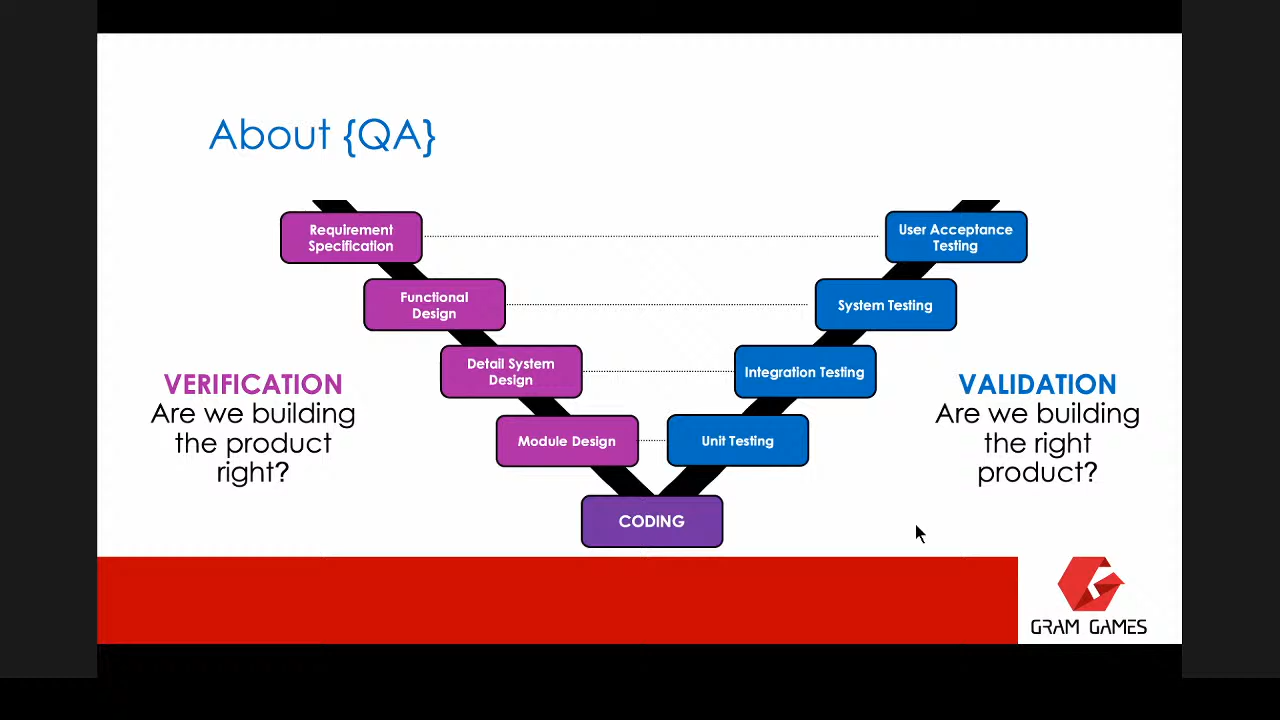 About {QA}
Requirement
Specification
User Acceptance
Testing
Functional
Design
System Testing
Detail System
Design
Integration Testing
VERIFICATION
Are we building
the product
right?
VALIDATION
Are we building
the right
product?
Module Design
Unit Testing
CODING
GRAM GAMES